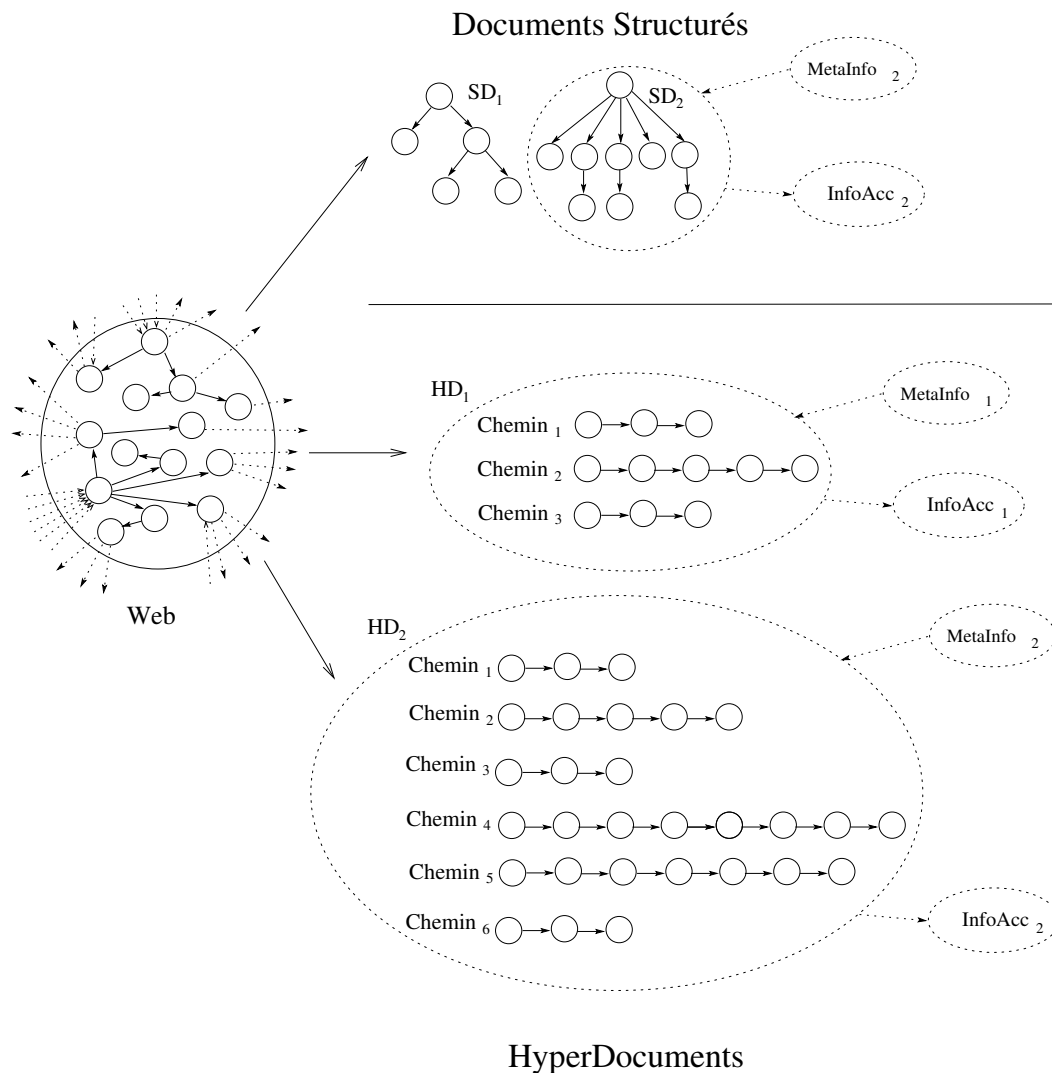 Documents Structurés
MetaInfo 2
SD1
SD2
InfoAcc 2
HD1
MetaInfo 1
Chemin 1
Chemin 2
InfoAcc 1
Chemin 3
Web
HD2
MetaInfo 2
Chemin 1
Chemin 2
Chemin 3
Chemin 4
Chemin 5
Chemin 6
InfoAcc 2
HyperDocuments